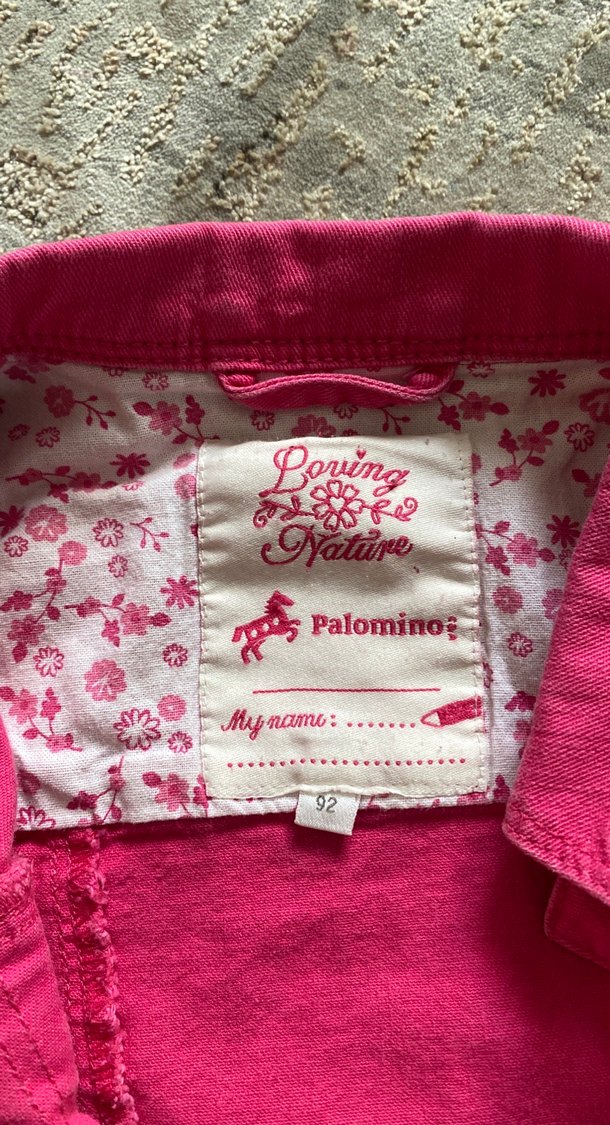 Loving
Nature
Palomino
My name: .......
..............................
92